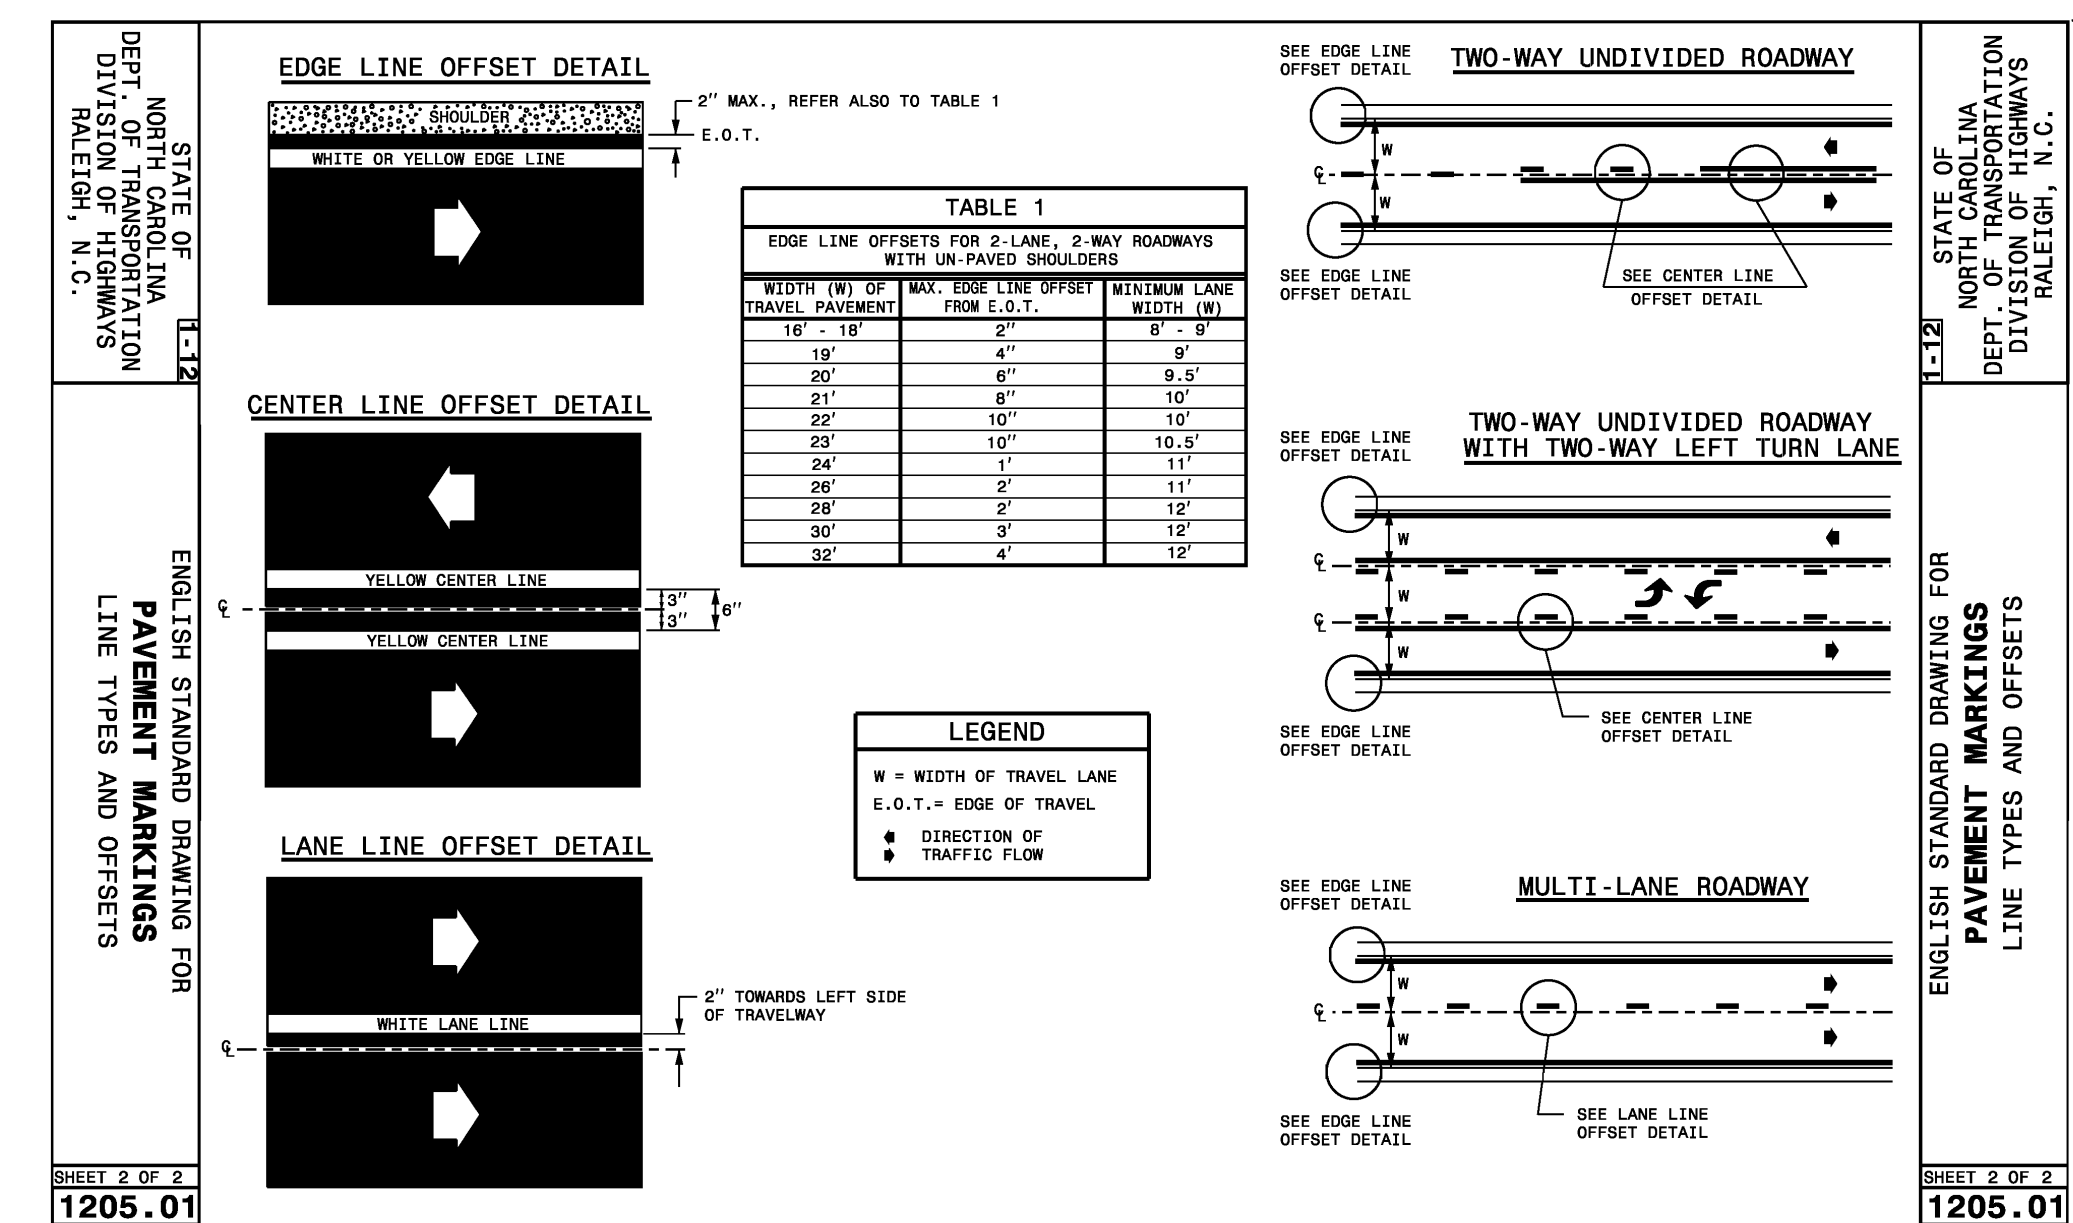 STATE OF
NORTH CAROLINA
DEPT. OF TRANSPORTATION
DIVISION OF HIGHWAYS
RALEIGH, N.C.
1-12
ENGLISH STANDARD DRAWING FOR
PAVEMENT MARKINGS
LINE TYPES AND OFFSETS
SHEET 2 OF 2
1205.01
EDGE LINE OFFSET DETAIL
SHOULDER
WHITE OR YELLOW EDGE LINE
2" MAX., REFER ALSO TO TABLE 1
E.O.T.
CENTER LINE OFFSET DETAIL
YELLOW CENTER LINE
℄
3"
3"
6"
YELLOW CENTER LINE
LANE LINE OFFSET DETAIL
WHITE LANE LINE
℄
2" TOWARDS LEFT SIDE
OF TRAVELWAY
TABLE 1
EDGE LINE OFFSETS FOR 2-LANE, 2-WAY ROADWAYS
WITH UN-PAVED SHOULDERS
WIDTH (W) OF TRAVEL PAVEMENT MAX. EDGE LINE OFFSET FROM E.O.T. MINIMUM LANE WIDTH (W)
16' - 18' 2" 8' - 9'
19' 4" 9'
20' 6" 9.5'
21' 8" 10'
22' 10" 10'
23' 10" 10.5'
24' 1' 11'
26' 2' 11'
28' 2' 12'
30' 3' 12'
32' 4' 12'
LEGEND
W = WIDTH OF TRAVEL LANE
E.O.T.= EDGE OF TRAVEL
DIRECTION OF
TRAFFIC FLOW
SEE EDGE LINE
OFFSET DETAIL
TWO-WAY UNDIVIDED ROADWAY
W
℄
W
SEE EDGE LINE
OFFSET DETAIL
SEE CENTER LINE
OFFSET DETAIL
SEE EDGE LINE
OFFSET DETAIL
TWO-WAY UNDIVIDED ROADWAY
WITH TWO-WAY LEFT TURN LANE
W
℄
W
℄
W
SEE EDGE LINE
OFFSET DETAIL
SEE CENTER LINE
OFFSET DETAIL
SEE EDGE LINE
OFFSET DETAIL
MULTI-LANE ROADWAY
W
℄
W
SEE EDGE LINE
OFFSET DETAIL
SEE LANE LINE
OFFSET DETAIL
STATE OF
NORTH CAROLINA
DEPT. OF TRANSPORTATION
DIVISION OF HIGHWAYS
RALEIGH, N.C.
1-12
ENGLISH STANDARD DRAWING FOR
PAVEMENT MARKINGS
LINE TYPES AND OFFSETS
SHEET 2 OF 2
1205.01